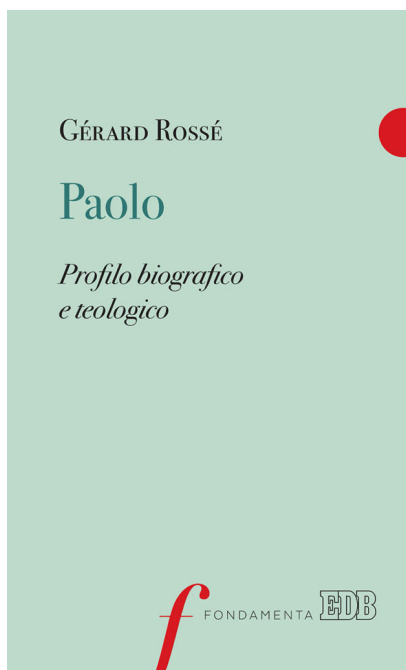 GÉRARD ROSSÉ
Paolo
Profilo biografico
e teologico
f FONDAMENTA EDB